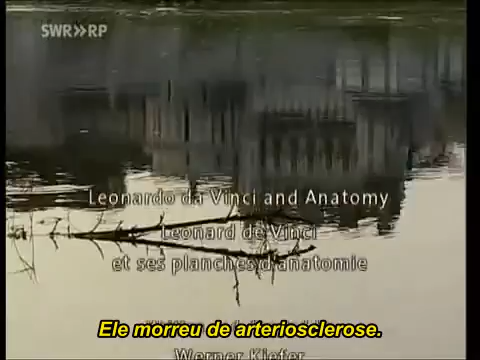 SWR»RP
Leonardo da Vinci and Anatomy
Leonard de Vinci
et ses planches d'anatomie
Ele morreu de arteriosclerose.
Werner Kiefer